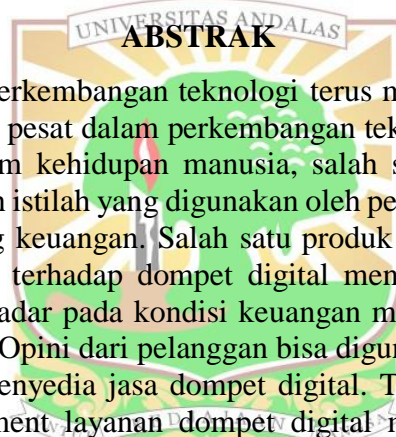 UNIVERSITAS ANDALAS
ABSTRAK
erkembangan teknologi terus m
pesat dalam perkembangan tek
m kehidupan manusia, salah s
n istilah yang digunakan oleh pe
g keuangan. Salah satu produk
terhadap dompet digital men
adar pada kondisi keuangan m
Opini dari pelanggan bisa digu
enyedia jasa dompet digital. T
ment layanan dompet digital m